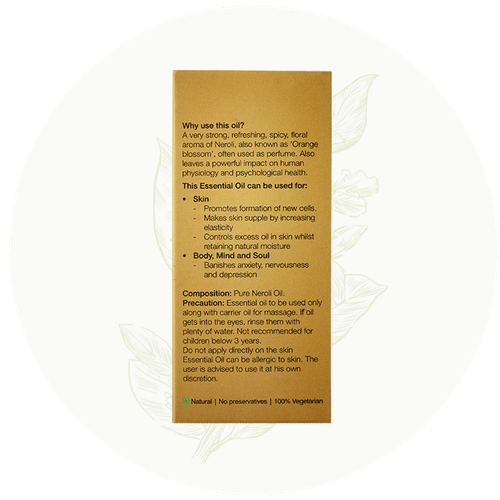 Why use this oil?
A very strong, refreshing, spicy, floral
aroma of Neroli, also known as 'Orange
blossom', often used as perfume. Also
leaves a powerful impact on human
physiology and psychological health.
This Essential Oil can be used for:
• Skin
- Promotes formation of new cells.
- Makes skin supple by increasing
elasticity
- Controls excess oil in skin whilst
retaining natural moisture
• Body, Mind and Soul
- Banishes anxiety, nervousness
and depression
Composition: Pure Neroli Oil.
Precaution: Essential oil to be used only
along with carrier oil for massage. If oil
gets into the eyes, rinse them with
plenty of water. Not recommended for
children below 3 years.
Do not apply directly on the skin
Essential Oil can be allergic to skin. The
user is advised to use it at his own
discretion.
Natural | No preservatives | 100% Vegetarian